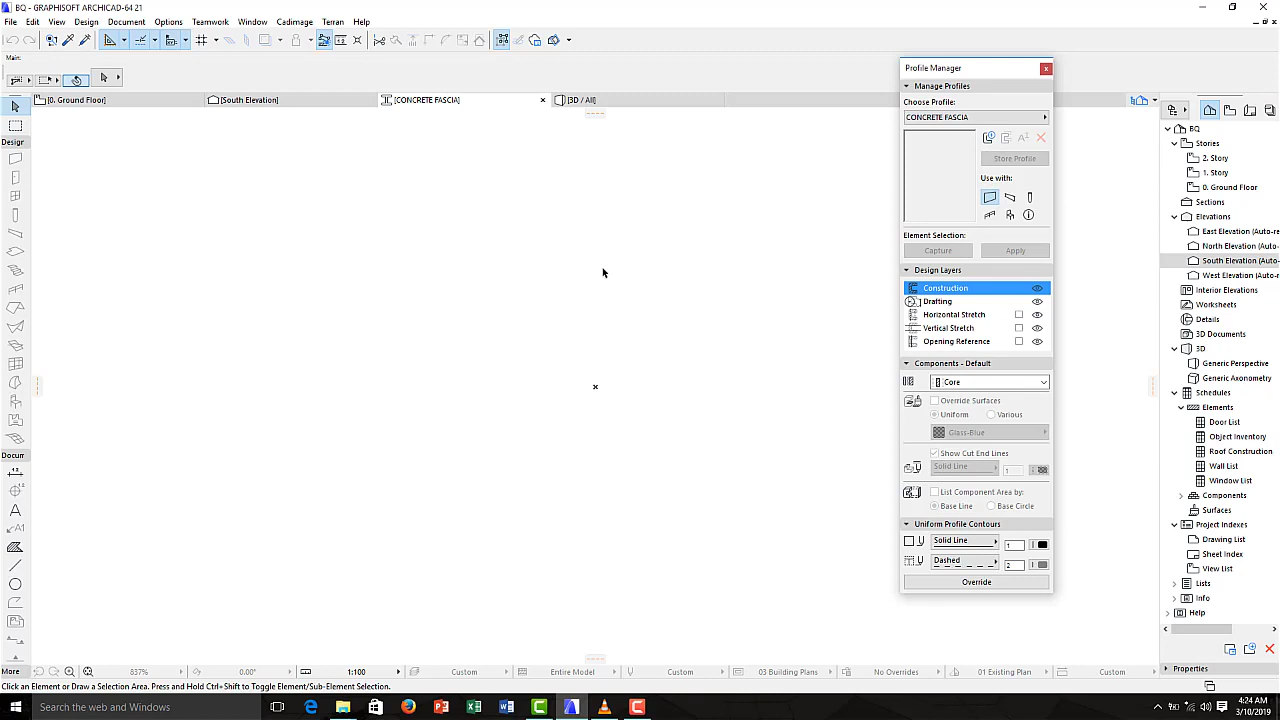 BQ - GRAPHISOFT ARCHICAD-64 21
File Edit View Design Document Options Teamwork Window Cadimage Terran Help
Main:
[0. Ground Floor]
[South Elevation]
[CONCRETE FASCIA]
[3D / All]
Design
Docum
More
Profile Manager
Manage Profiles
Choose Profile:
CONCRETE FASCIA
Store Profile
Use with:
Element Selection:
Capture Apply
Design Layers
Construction
Drafting
Horizontal Stretch
Vertical Stretch
Opening Reference
Components - Default
Core
Override Surfaces
Uniform Various
Glass-Blue
Show Cut End Lines
Solid Line 1
List Component Area by:
Base Line Base Circle
Uniform Profile Contours
Solid Line 1
Dashed 2
Override
BQ
Stories
2. Story
1. Story
0. Ground Floor
Sections
Elevations
East Elevation (Auto-re
North Elevation (Auto-
South Elevation (Auto-
West Elevation (Auto-r
Interior Elevations
Worksheets
Details
3D Documents
3D
Generic Perspective
Generic Axonometry
Schedules
Elements
Door List
Object Inventory
Roof Construction
Wall List
Window List
Components
Surfaces
Project Indexes
Drawing List
Sheet Index
View List
Lists
Info
Help
Properties
837% 0.00° 1:100 Custom Entire Model Custom 03 Building Plans No Overrides 01 Existing Plan Custom
Click an Element or Draw a Selection Area. Press and Hold Ctrl+Shift to Toggle Element/Sub-Element Selection.
Search the web and Windows
4:24 AM
3/10/2019